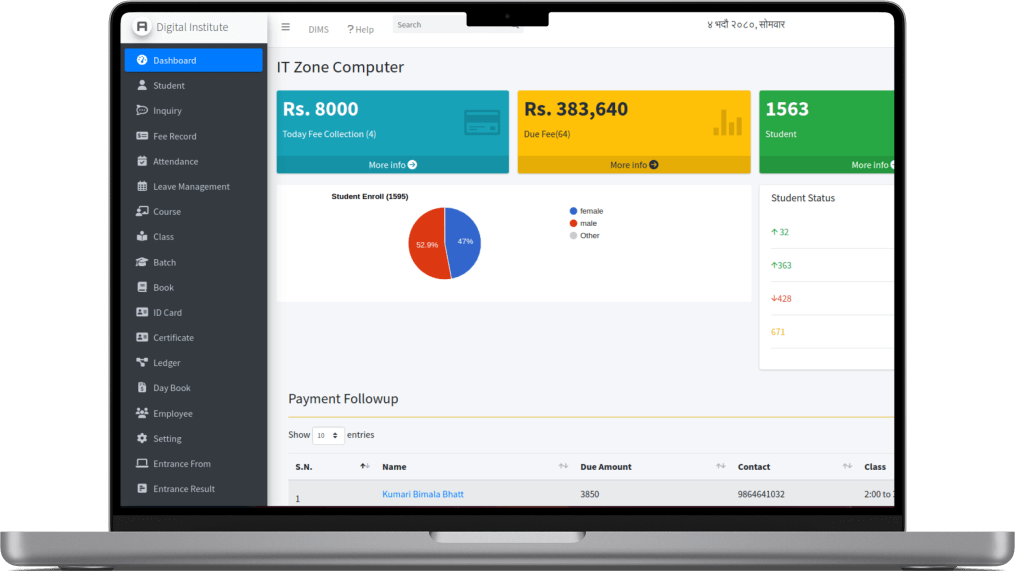 Digital Institute
DIMS
? Help
Search
४ भदौ २०८०, सोमवार
Dashboard
Student
Inquiry
Fee Record
Attendance
Leave Management
Course
Class
Batch
Book
ID Card
Certificate
Ledger
Day Book
Employee
Setting
Entrance From
Entrance Result
IT Zone Computer
Rs. 8000
Today Fee Collection (4)
More info
Rs. 383,640
Due Fee(64)
More info
1563
Student
More info
Student Enroll (1595)
52.9%
47%
female
male
Other
Student Status
32
363
428
671
Payment Followup
Show 10 entries
S.N. Name Due Amount Contact Class
1 Kumari Bimala Bhatt 3850 9864641032 2:00 to